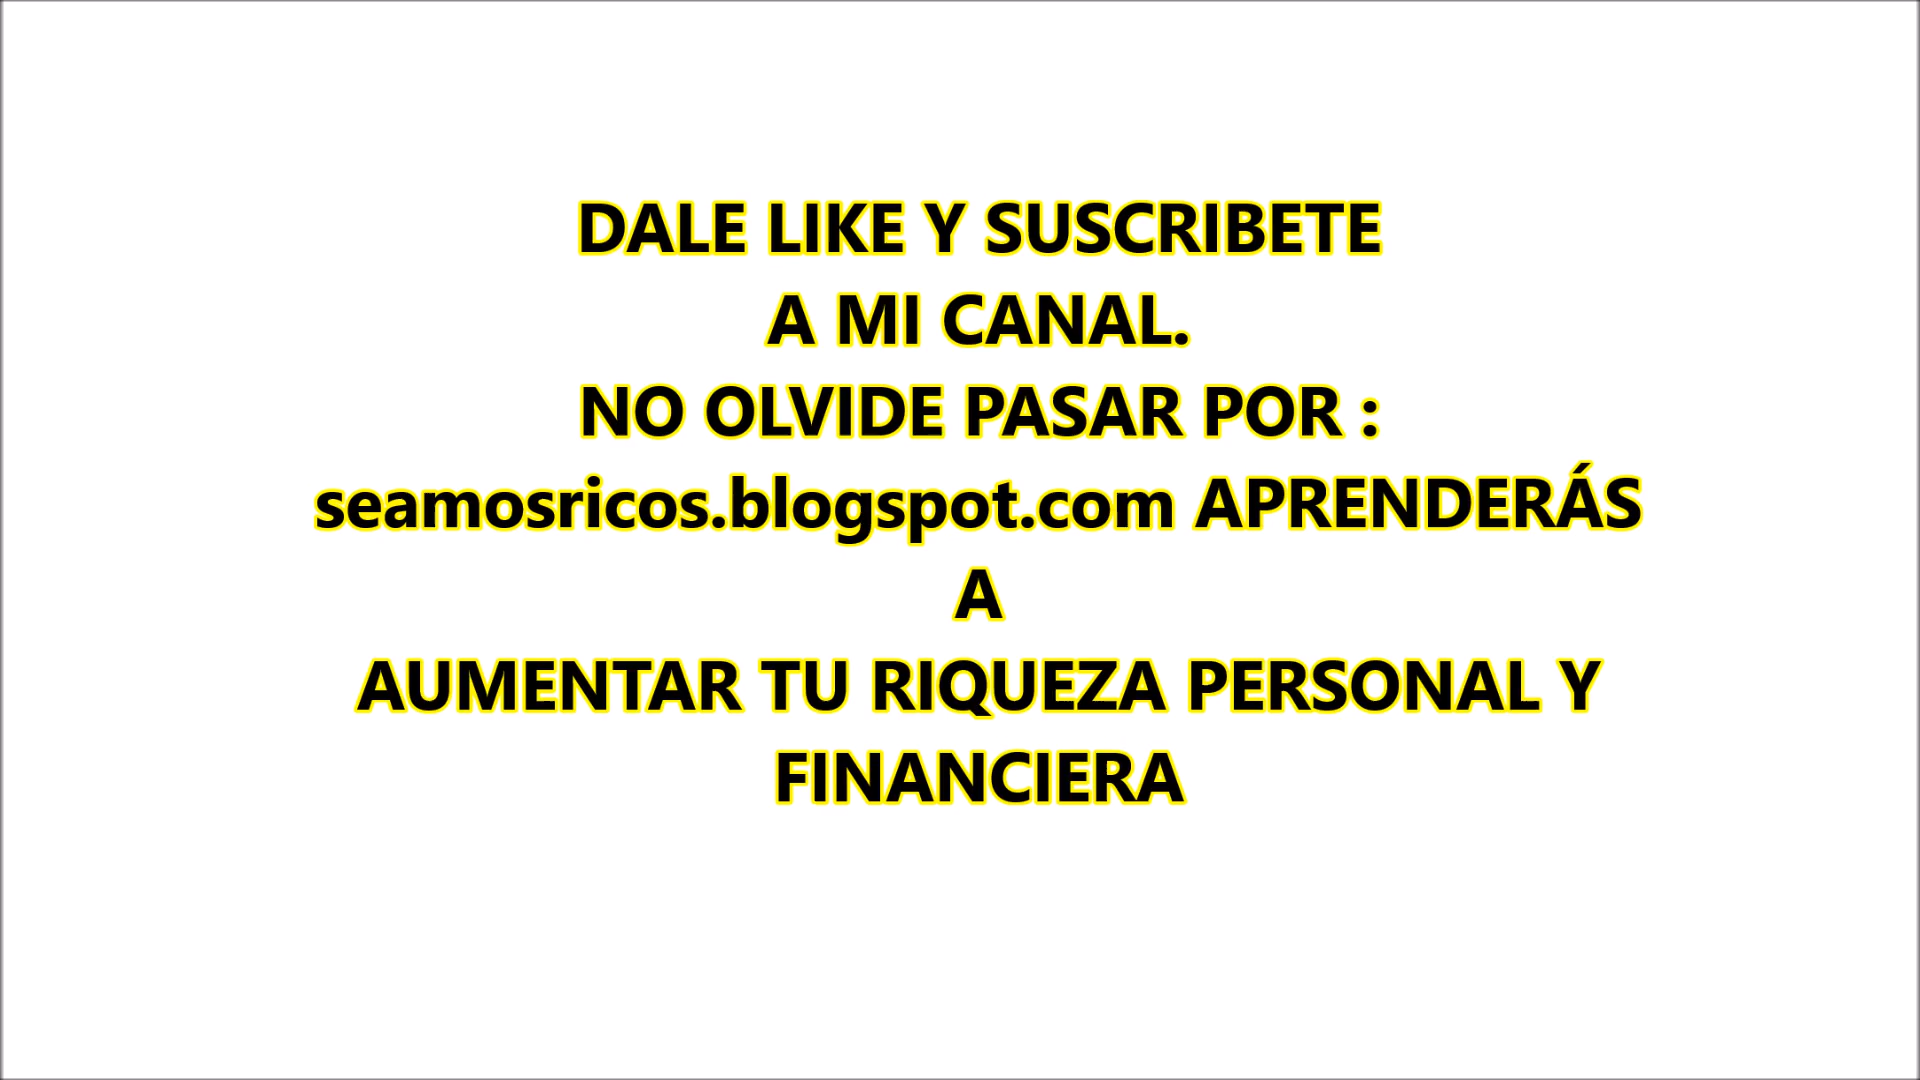 DALE LIKE Y SUSCRIBETE
A MI CANAL.
NO OLVIDE PASAR POR :
seamosricos.blogspot.com APRENDERÁS
A
AUMENTAR TU RIQUEZA PERSONAL Y
FINANCIERA